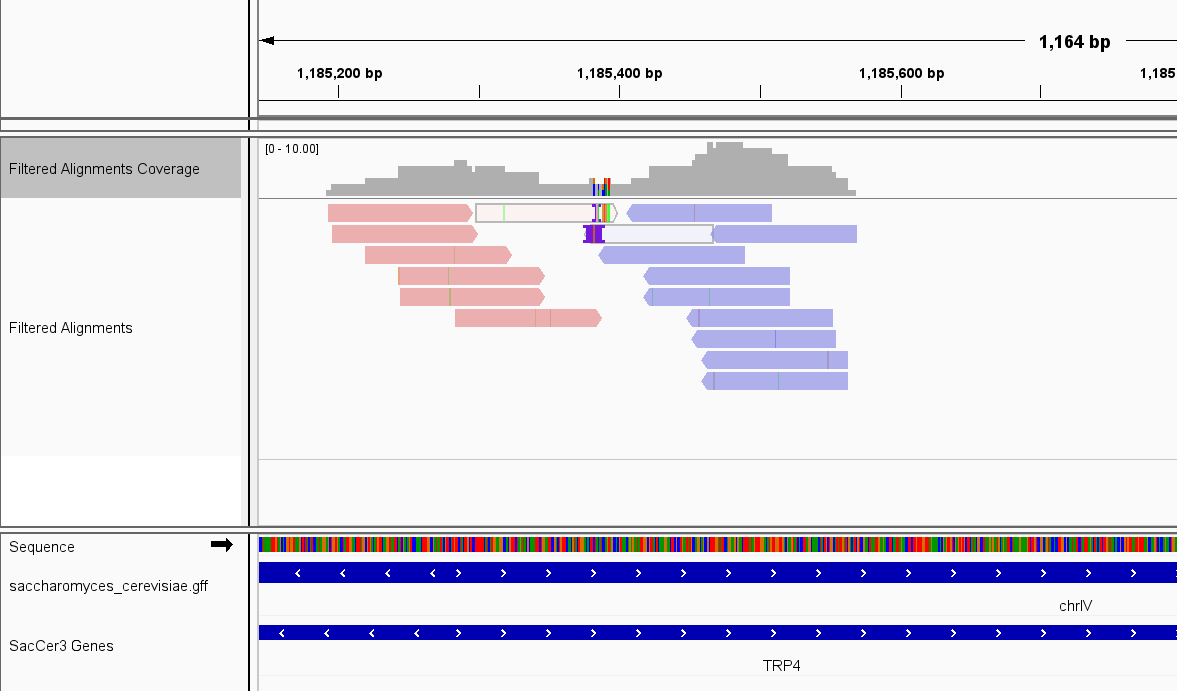 1,164 bp
1,185,200 bp 1,185,400 bp 1,185,600 bp 1,185
Filtered Alignments Coverage
[0 - 10.00]
Filtered Alignments
Sequence
saccharomyces_cerevisiae.gff
chrIV
SacCer3 Genes
TRP4